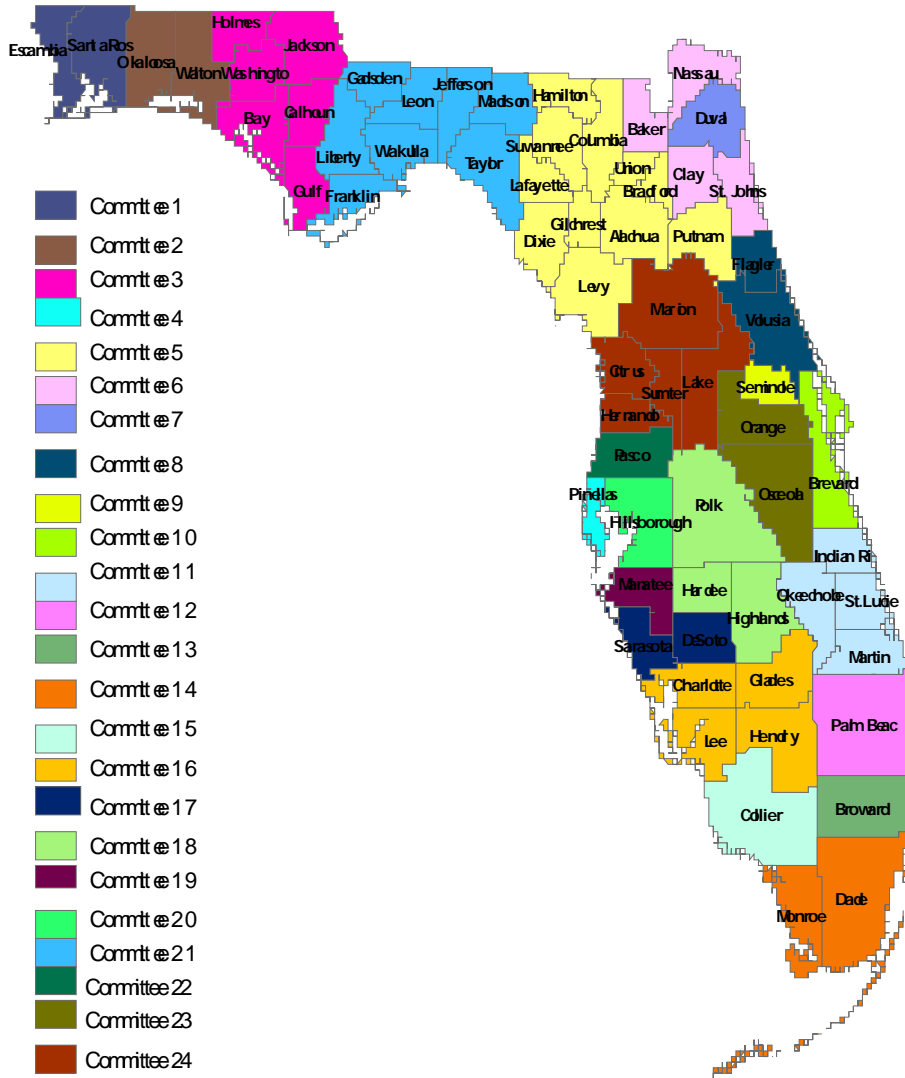 Holmes
Jackson
Escambia
Santa Ros
Okaloosa
Walton
Washington
Bay
Calhoun
Gulf
Gadsden
Leon
Jefferson
Madison
Liberty
Wakulla
Franklin
Taylor
Hamilton
Suwannee
Columbia
Lafayette
Union
Bradford
Gilchrest
Dixie
Alachua
Putnam
Levy
Nassau
Duval
Baker
Clay
St. Johns
Flagler
Volusia
Marion
Citrus
Sumter
Lake
Hernando
Seminole
Orange
Osceola
Brevard
Pasco
Pinellas
Hillsborough
Polk
Indian Ri
Manatee
Hardee
Highlands
Okeechobe
St. Lucie
Sarasota
DeSoto
Martin
Charlotte
Glades
Lee
Hendry
Palm Beac
Collier
Broward
Monroe
Dade
Committee 1
Committee 2
Committee 3
Committee 4
Committee 5
Committee 6
Committee 7
Committee 8
Committee 9
Committee 10
Committee 11
Committee 12
Committee 13
Committee 14
Committee 15
Committee 16
Committee 17
Committee 18
Committee 19
Committee 20
Committee 21
Committee 22
Committee 23
Committee 24